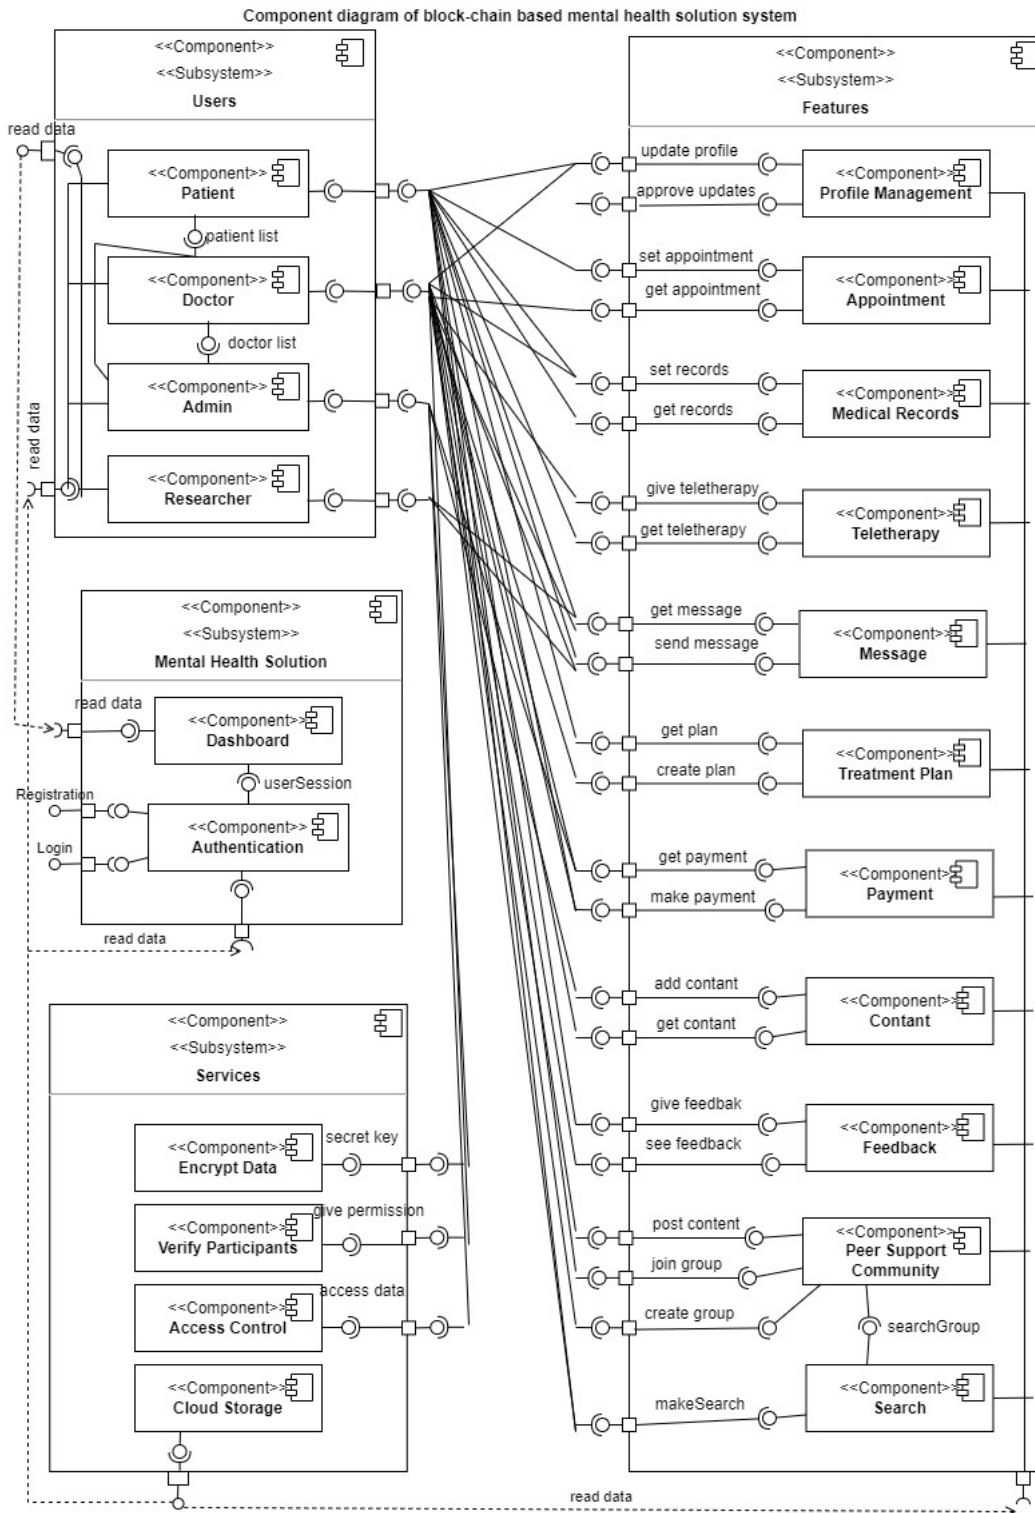 Component diagram of block-chain based mental health solution system
<<Component>>
<<Subsystem>>
Users
read data
<<Component>>
Patient
patient list
<<Component>>
Doctor
doctor list
<<Component>>
Admin
read data
<<Component>>
Researcher
<<Component>>
<<Subsystem>>
Mental Health Solution
read data
<<Component>>
Dashboard
userSession
Registration
<<Component>>
Authentication
Login
read data
<<Component>>
<<Subsystem>>
Services
<<Component>>
Encrypt Data
secret key
give permission
<<Component>>
Verify Participants
access data
<<Component>>
Access Control
<<Component>>
Cloud Storage
read data
<<Component>>
<<Subsystem>>
Features
update profile
approve updates
<<Component>>
Profile Management
set appointment
get appointment
<<Component>>
Appointment
set records
get records
<<Component>>
Medical Records
give teletherapy
get teletherapy
<<Component>>
Teletherapy
get message
send message
<<Component>>
Message
get plan
create plan
<<Component>>
Treatment Plan
get payment
make payment
<<Component>>
Payment
add contant
get contant
<<Component>>
Contant
give feedbak
see feedback
<<Component>>
Feedback
post content
join group
create group
<<Component>>
Peer Support
Community
searchGroup
makeSearch
<<Component>>
Search